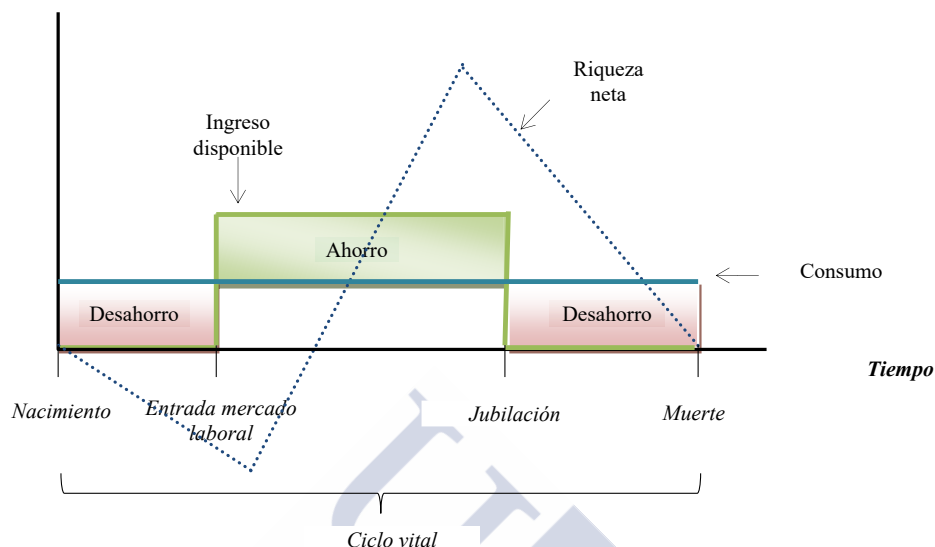 Riqueza
neta
Ingreso
disponible
Ahorro
Consumo
Desahorro
Desahorro
Tiempo
Nacimiento
Entrada mercado
laboral
Jubilación
Muerte
Ciclo vital